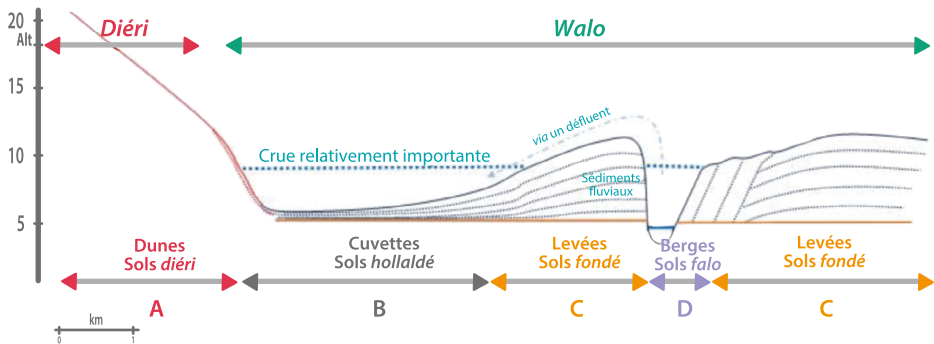 20
Alt.
15
10
5
Diéri
Walo
via un défluent
Crue relativement importante
Sédiments
fluviaux
Dunes
Sols diéri
Cuvettes
Sols hollaldé
Levées
Sols fondé
Berges
Sols falo
Levées
Sols fondé
A
B
C
D
C
km
0
1